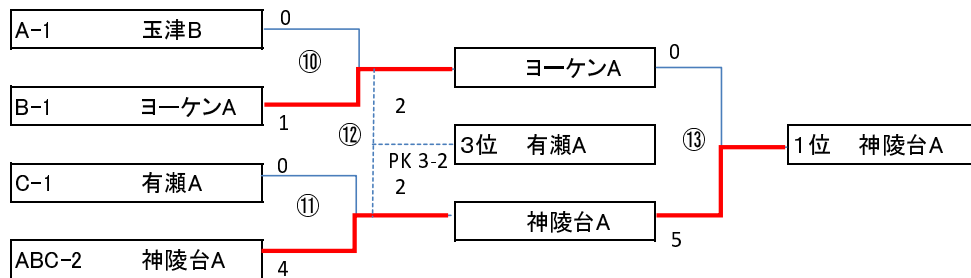 A-1 玉津B
0
⑩
B-1 ヨーケンA
1
C-1 有瀬A
0
⑪
ABC-2 神陵台A
4
⑫
2
PK 3-2
2
ヨーケンA
0
3位 有瀬A
⑬
神陵台A
5
1位 神陵台A